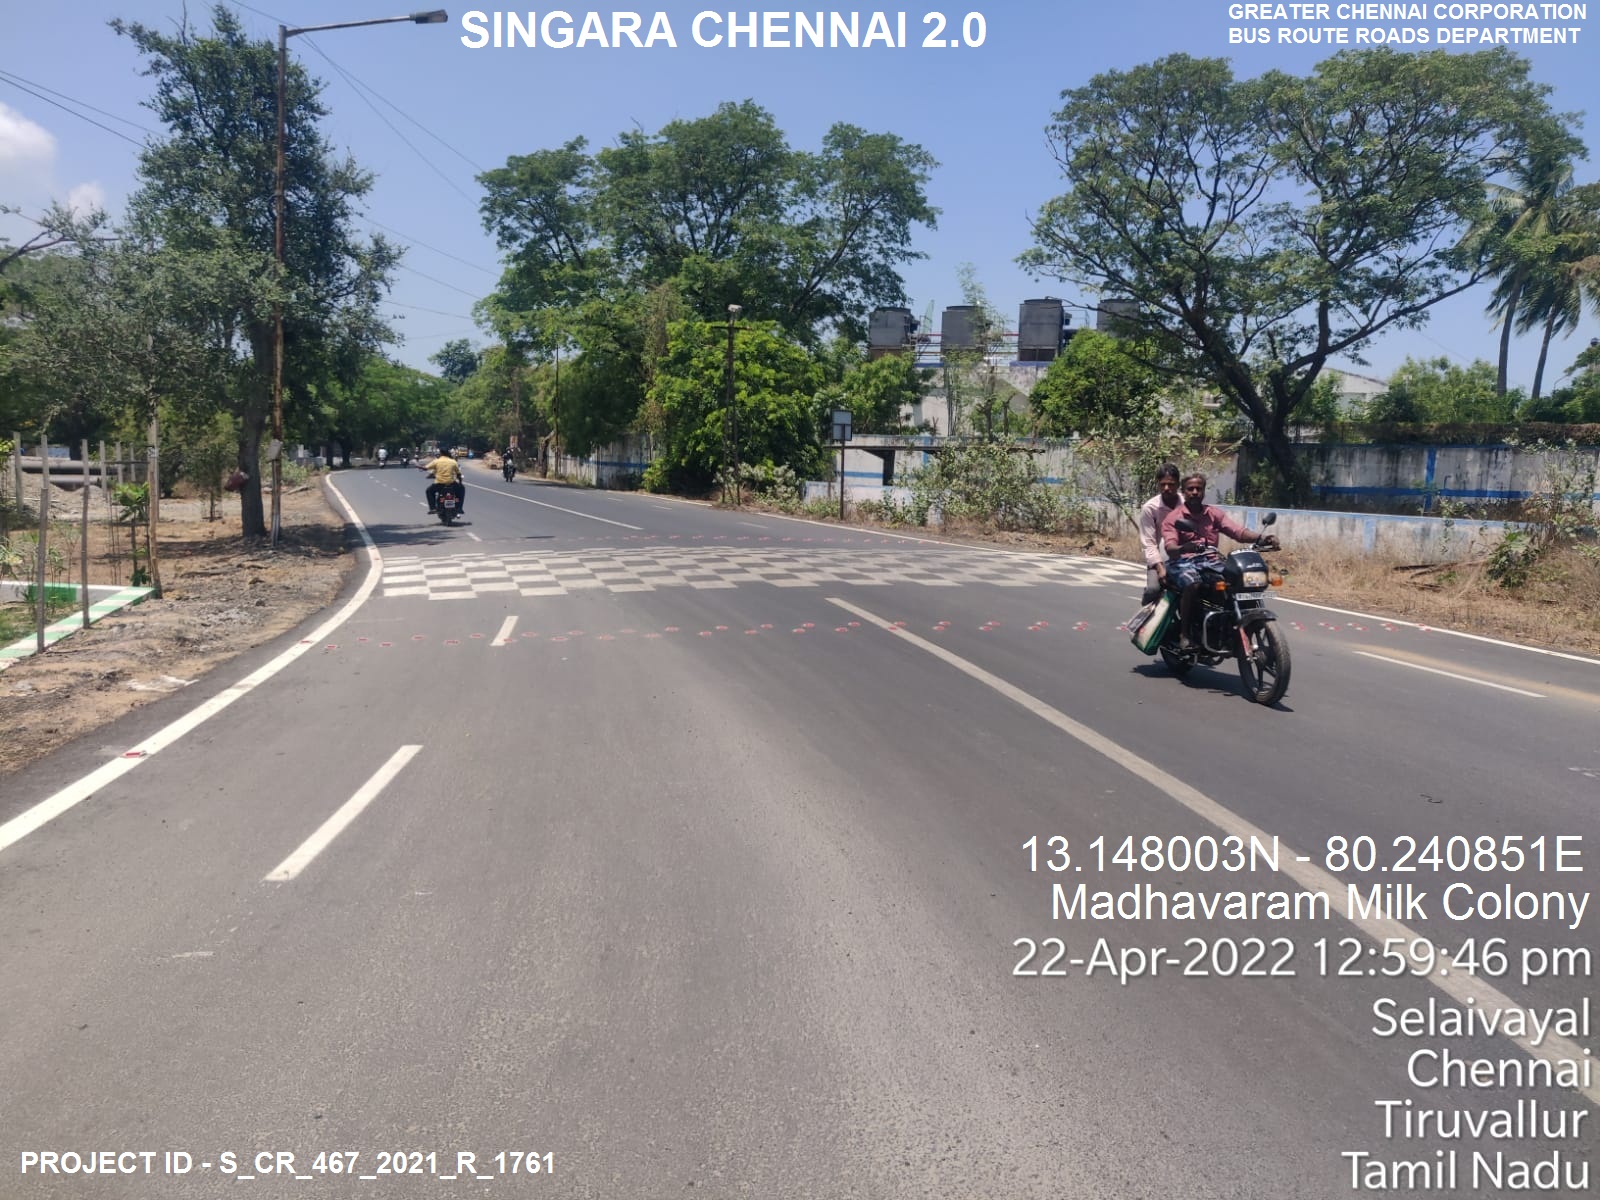 SINGARA CHENNAI 2.0
GREATER CHENNAI CORPORATION
BUS ROUTE ROADS DEPARTMENT
13.148003N - 80.240851E
Madhavaram Milk Colony
22-Apr-2022 12:59:46 pm
Selaivayal
Chennai
Tiruvallur
Tamil Nadu
PROJECT ID - S_CR_467_2021_R_1761